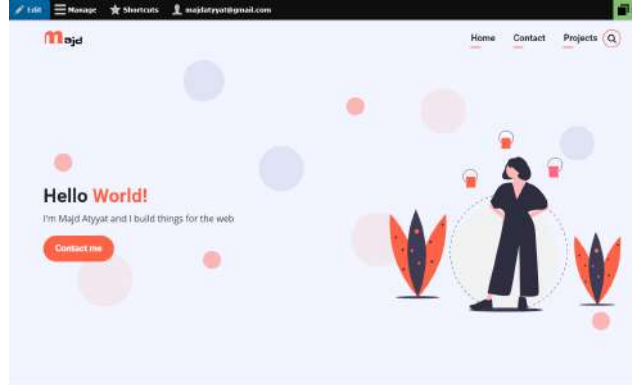 Edit Manage Shortcuts majdatyyat@gmail.com
Majd Home Contact Projects
Hello World!
I'm Majd Atyyat and I build things for the web
Contact me